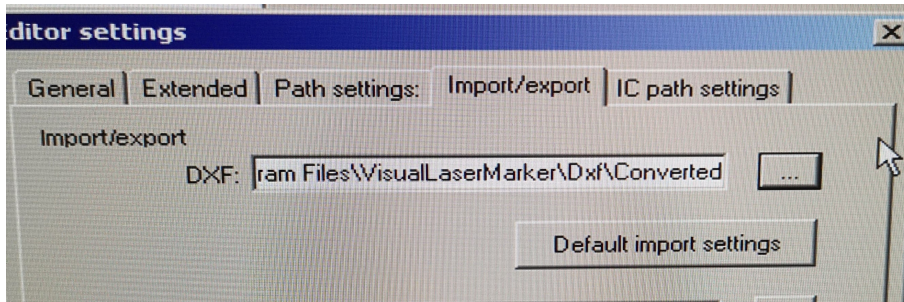 ditor settings
General Extended Path settings: Import/export IC path settings
Import/export
DXF: ram Files\VisualLaserMarker\Dxf\Converted ...
Default import settings